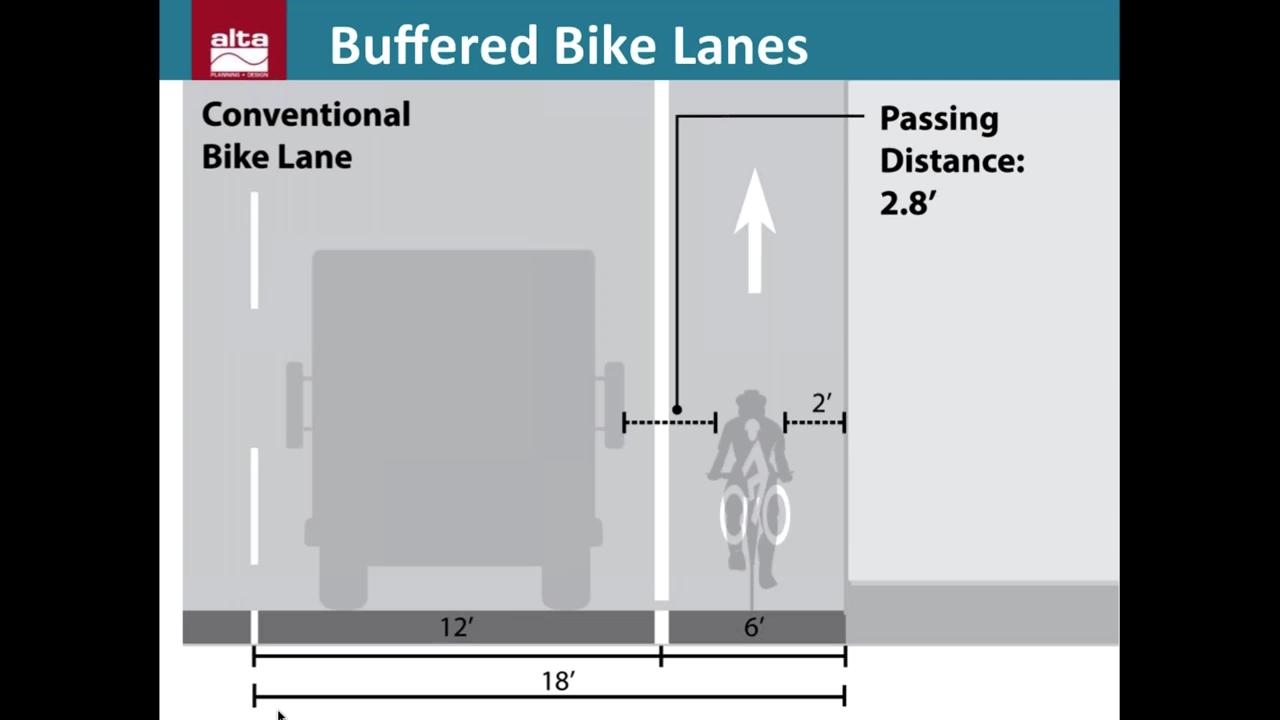 alta
PLANNING + DESIGN
Buffered Bike Lanes
Conventional
Bike Lane
Passing
Distance:
2.8’
2’
12’
6’
18’